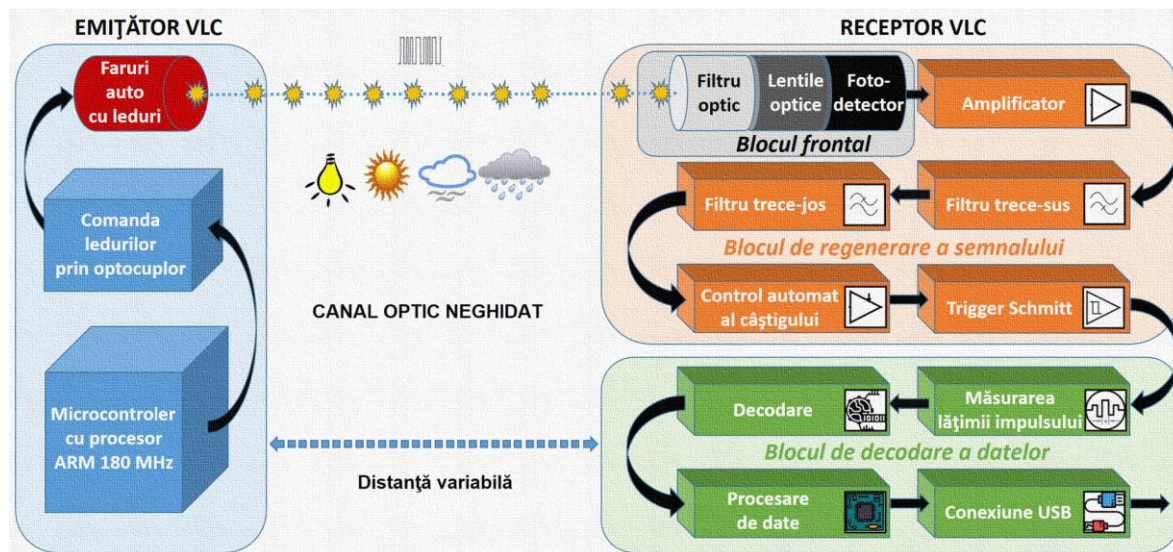 EMIŢĂTOR VLC
Faruri
auto
cu leduri
Comanda
ledurilor
prin optocuplor
Microcontroler
cu procesor
ARM 180 MHz
CANAL OPTIC NEGHIDAT
Distanţă variabilă
RECEPTOR VLC
Filtru
optic
Lentile
optice
Foto-
detector
Blocul frontal
Amplificator
Filtru trece-jos
Filtru trece-sus
Blocul de regenerare a semnalului
Control automat
al câştigului
Trigger Schmitt
Decodare
Măsurarea
lăţimii impulsului
Blocul de decodare a datelor
Procesare
de date
Conexiune USB